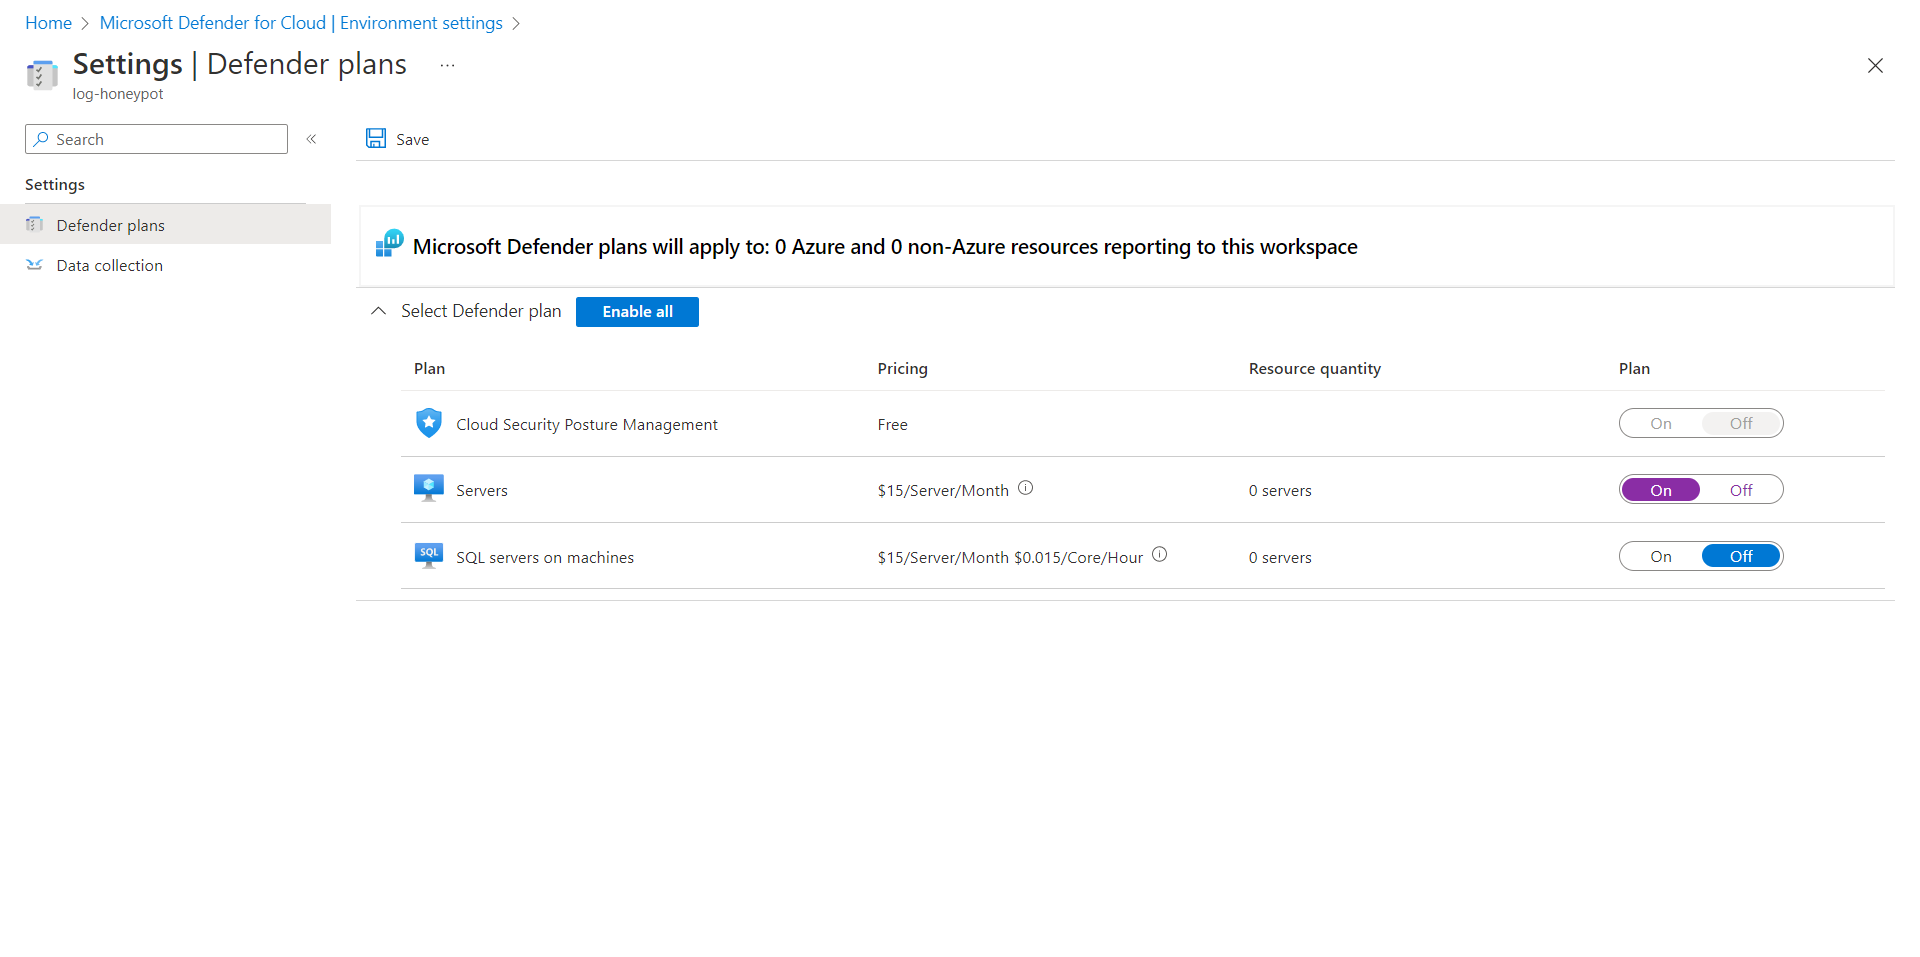 Home > Microsoft Defender for Cloud | Environment settings >
Settings | Defender plans ...
log-honeypot
Search «
Save
Settings
Defender plans
Data collection
Microsoft Defender plans will apply to: 0 Azure and 0 non-Azure resources reporting to this workspace
Select Defender plan Enable all
Plan Pricing Resource quantity Plan
Cloud Security Posture Management Free On Off
Servers $15/Server/Month 0 servers On Off
SQL SQL servers on machines $15/Server/Month $0.015/Core/Hour 0 servers On Off